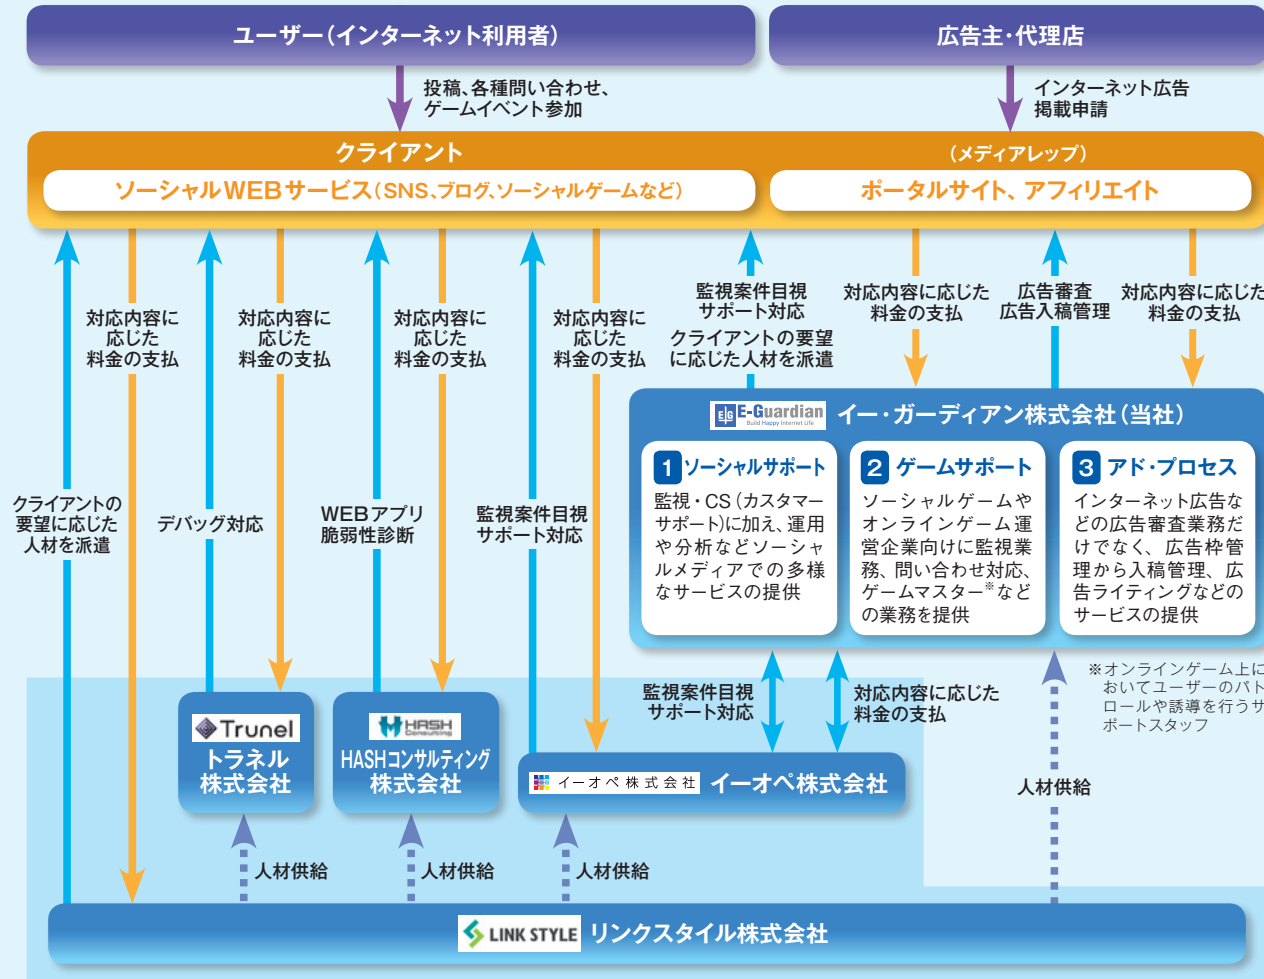 ユーザー(インターネット利用者)
広告主・代理店
投稿、各種問い合わせ、
ゲームイベント参加
インターネット広告
掲載申請
クライアント
(メディアレップ)
ソーシャルWEBサービス(SNS、ブログ、ソーシャルゲームなど)
ポータルサイト、アフィリエイト
対応内容に
応じた
料金の支払
対応内容に
応じた
料金の支払
対応内容に
応じた
料金の支払
対応内容に
応じた
料金の支払
監視案件目視
サポート対応
クライアントの要望
に応じた人材を派遣
対応内容に応じた
料金の支払
広告審査
広告入稿管理
対応内容に応じた
料金の支払
クライアントの
要望に応じた
人材を派遣
デバッグ対応
WEBアプリ
脆弱性診断
監視案件目視
サポート対応
E|G E-Guardian
Build Happy Internet Life
イー・ガーディアン株式会社(当社)
1 ソーシャルサポート
監視・CS(カスタマー
サポート)に加え、運用
や分析などソーシャ
ルメディアでの多様
なサービスの提供
2 ゲームサポート
ソーシャルゲームや
オンラインゲーム運
営企業向けに監視業
務、問い合わせ対応、
ゲームマスター※など
の業務を提供
3 アド・プロセス
インターネット広告な
どの広告審査業務だ
けでなく、広告枠管
理から入稿管理、広
告ライティングなどの
サービスの提供
※オンラインゲーム上に
おいてユーザーのパト
ロールや誘導を行うサ
ポートスタッフ
監視案件目視
サポート対応
対応内容に応じた
料金の支払
Trunel
トラネル
株式会社
HASH
Consulting
HASHコンサルティング
株式会社
イーオペ株式会社 イーオペ株式会社
人材供給
人材供給
人材供給
人材供給
LINK STYLE リンクスタイル株式会社